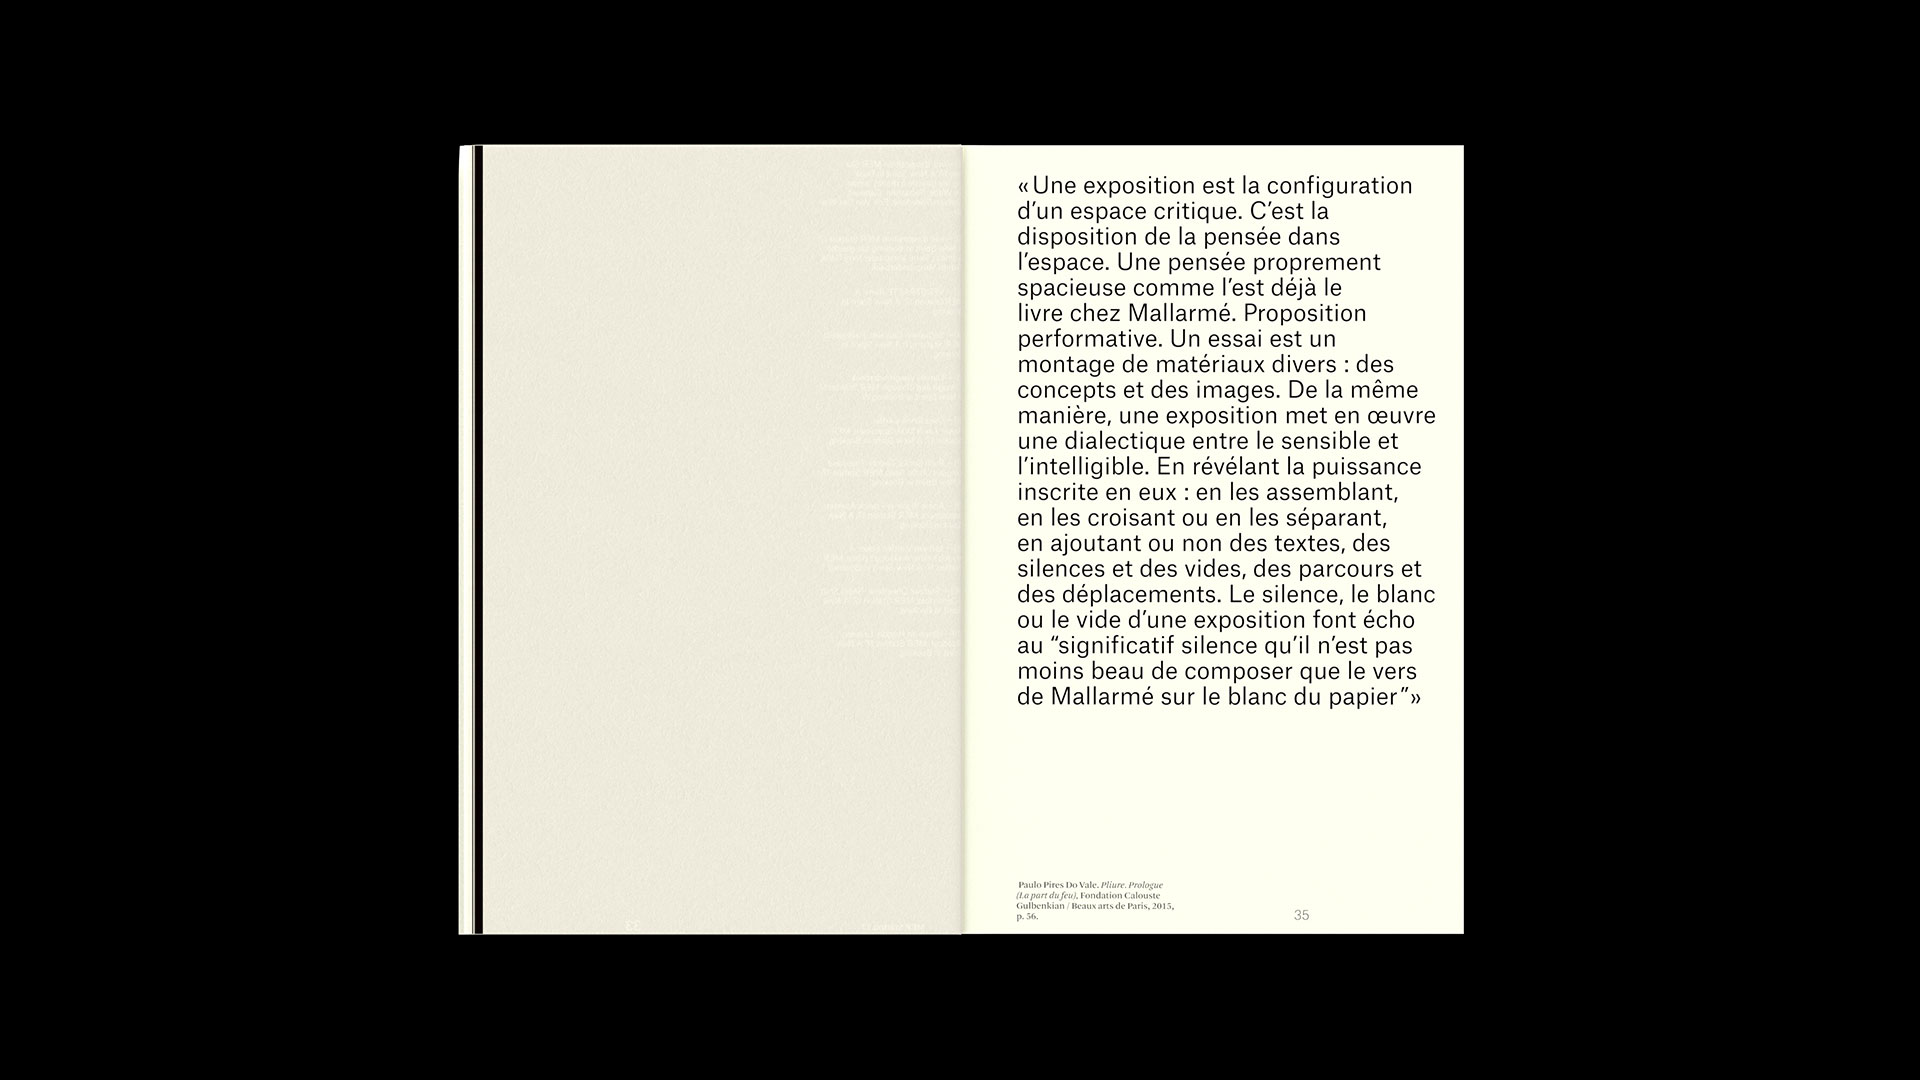 « Une exposition est la configuration
d’un espace critique. C’est la
disposition de la pensée dans
l’espace. Une pensée proprement
spacieuse comme l’est déjà le
livre chez Mallarmé. Proposition
performative. Un essai est un
montage de matériaux divers : des
concepts et des images. De la même
manière, une exposition met en œuvre
une dialectique entre le sensible et
l’intelligible. En révélant la puissance
inscrite en eux : en les assemblant,
en les croisant ou en les séparant,
en ajoutant ou non des textes, des
silences et des vides, des parcours et
des déplacements. Le silence, le blanc
ou le vide d’une exposition font écho
au “significatif silence qu’il n’est pas
moins beau de composer que le vers
de Mallarmé sur le blanc du papier” »
Paulo Pires Do Vale. Pliure. Prologue
(La part du feu), Fondation Calouste
Gulbenkian / Beaux arts de Paris, 2015,
p. 56.
35